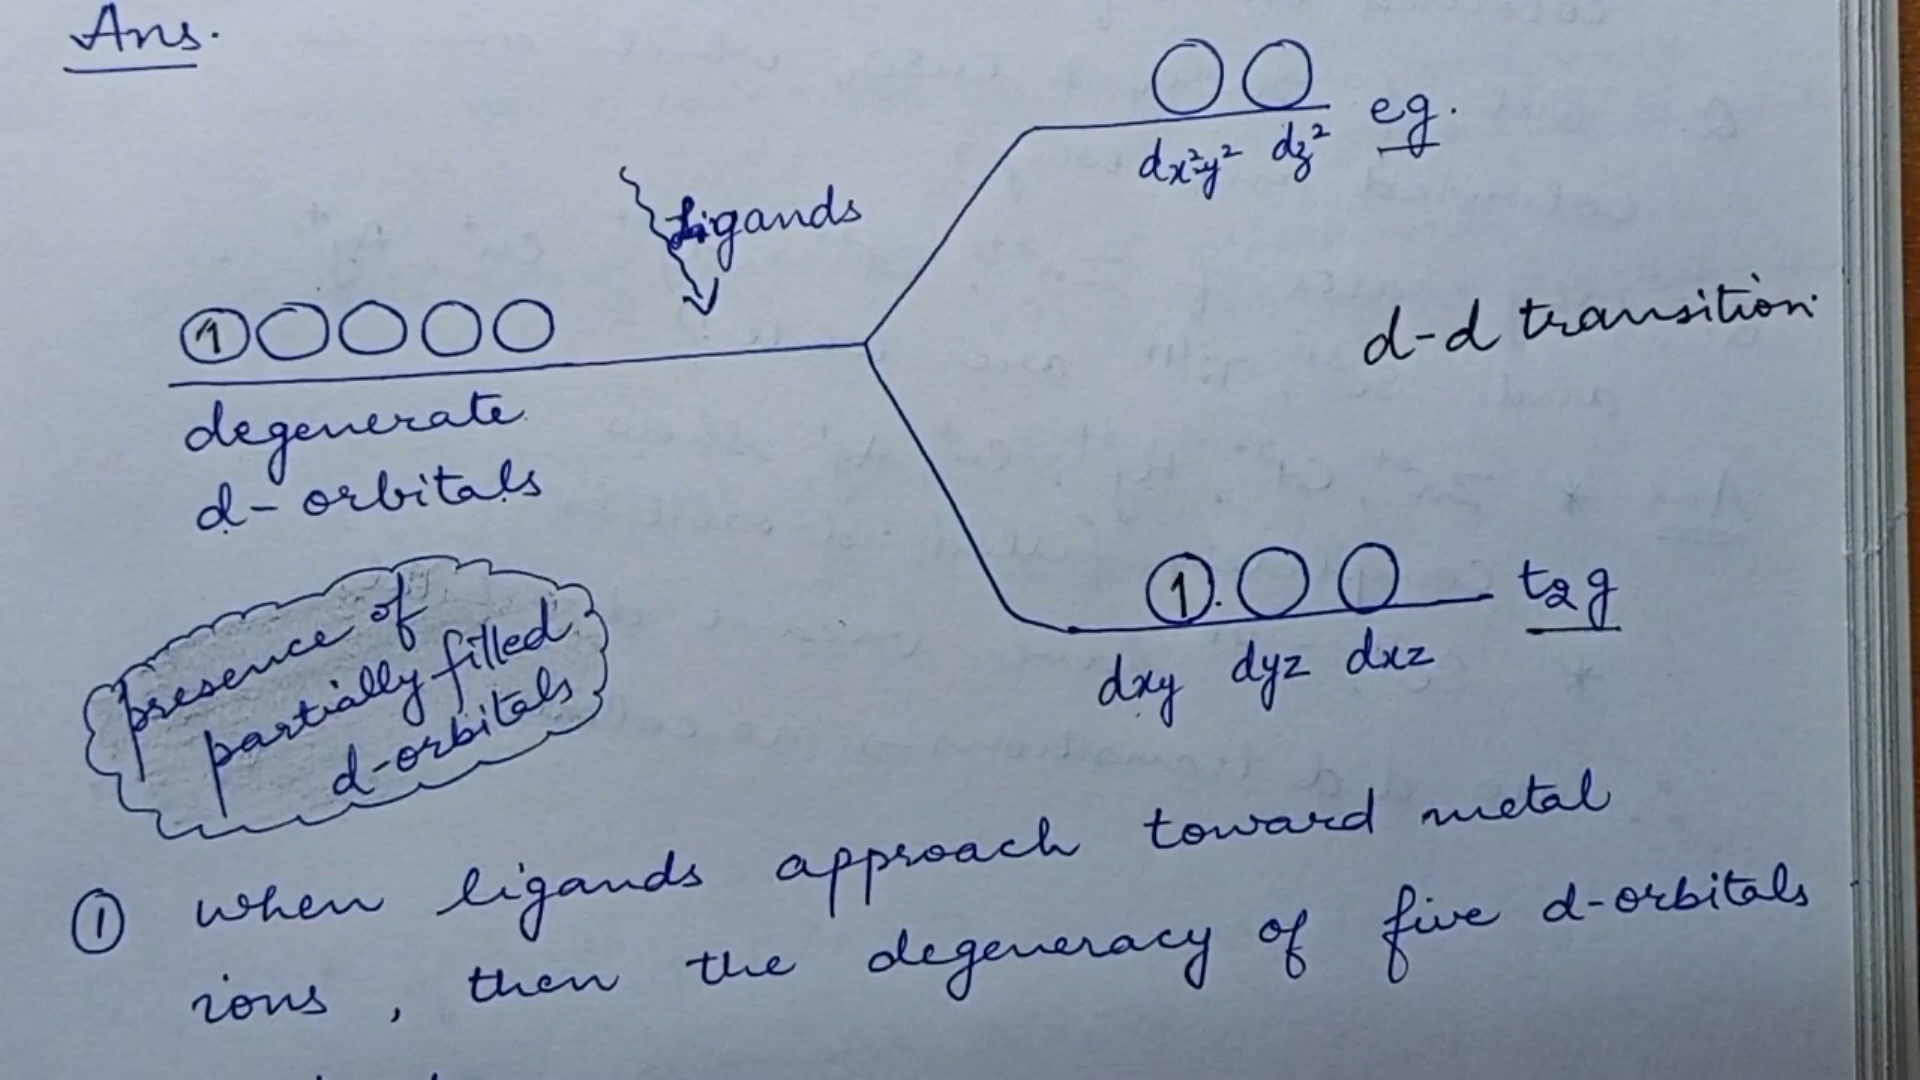 Ans.
eg.
dx²-y² dz²
Ligands
1
d-d transition
degenerate
d-orbitals
1
t2g
dxy dyz dxz
presence of
partially filled
d-orbitals
① when ligands approach toward metal
ions, then the degeneracy of five d-orbitals